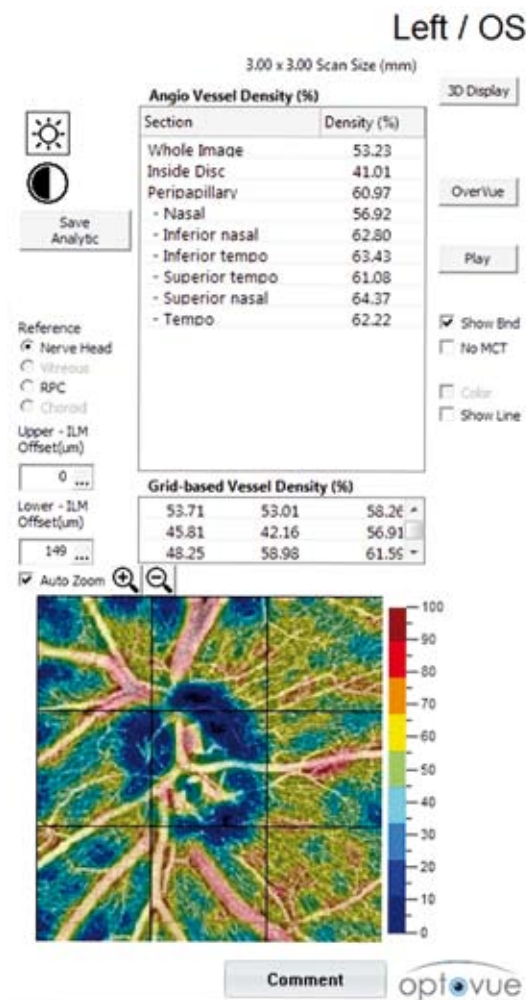 Left / OS
3.00 x 3.00 Scan Size (mm)
Angio Vessel Density (%)
Section Density (%)
Whole Image 53.23
Inside Disc 41.01
Peripapillary 60.97
- Nasal 56.92
- Inferior nasal 62.80
- Inferior tempo 63.43
- Superior tempo 61.08
- Superior nasal 64.37
- Tempo 62.22
3D Display
OverVue
Play
Show Bnd
No MCT
Color
Show Line
Save
Analytic
Reference
Nerve Head
Vitreous
RPC
Choroid
Upper - ILM
Offset(um)
0 ...
Lower - ILM
Offset(um)
149 ...
Auto Zoom
Grid-based Vessel Density (%)
53.71 53.01 58.26
45.81 42.16 56.91
48.25 58.98 61.59
100
90
80
70
60
50
40
30
20
10
0
Comment
optovue